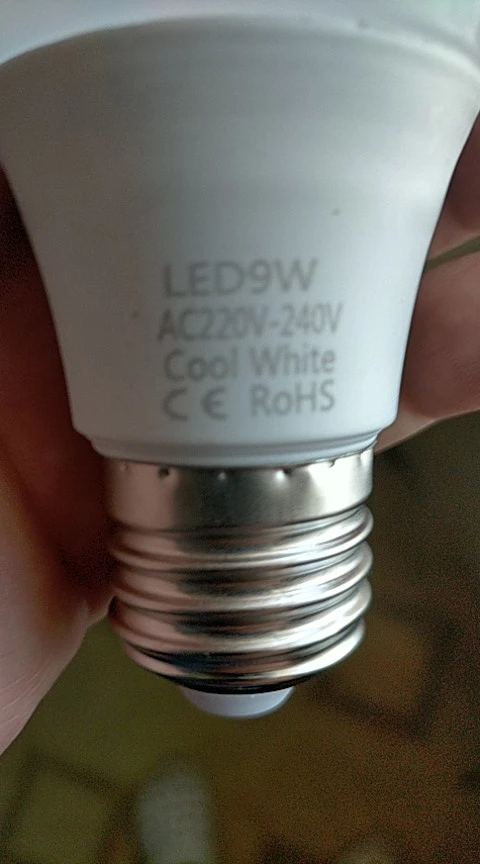 LED9W
AC220V-240V
Cool White
CE RoHS